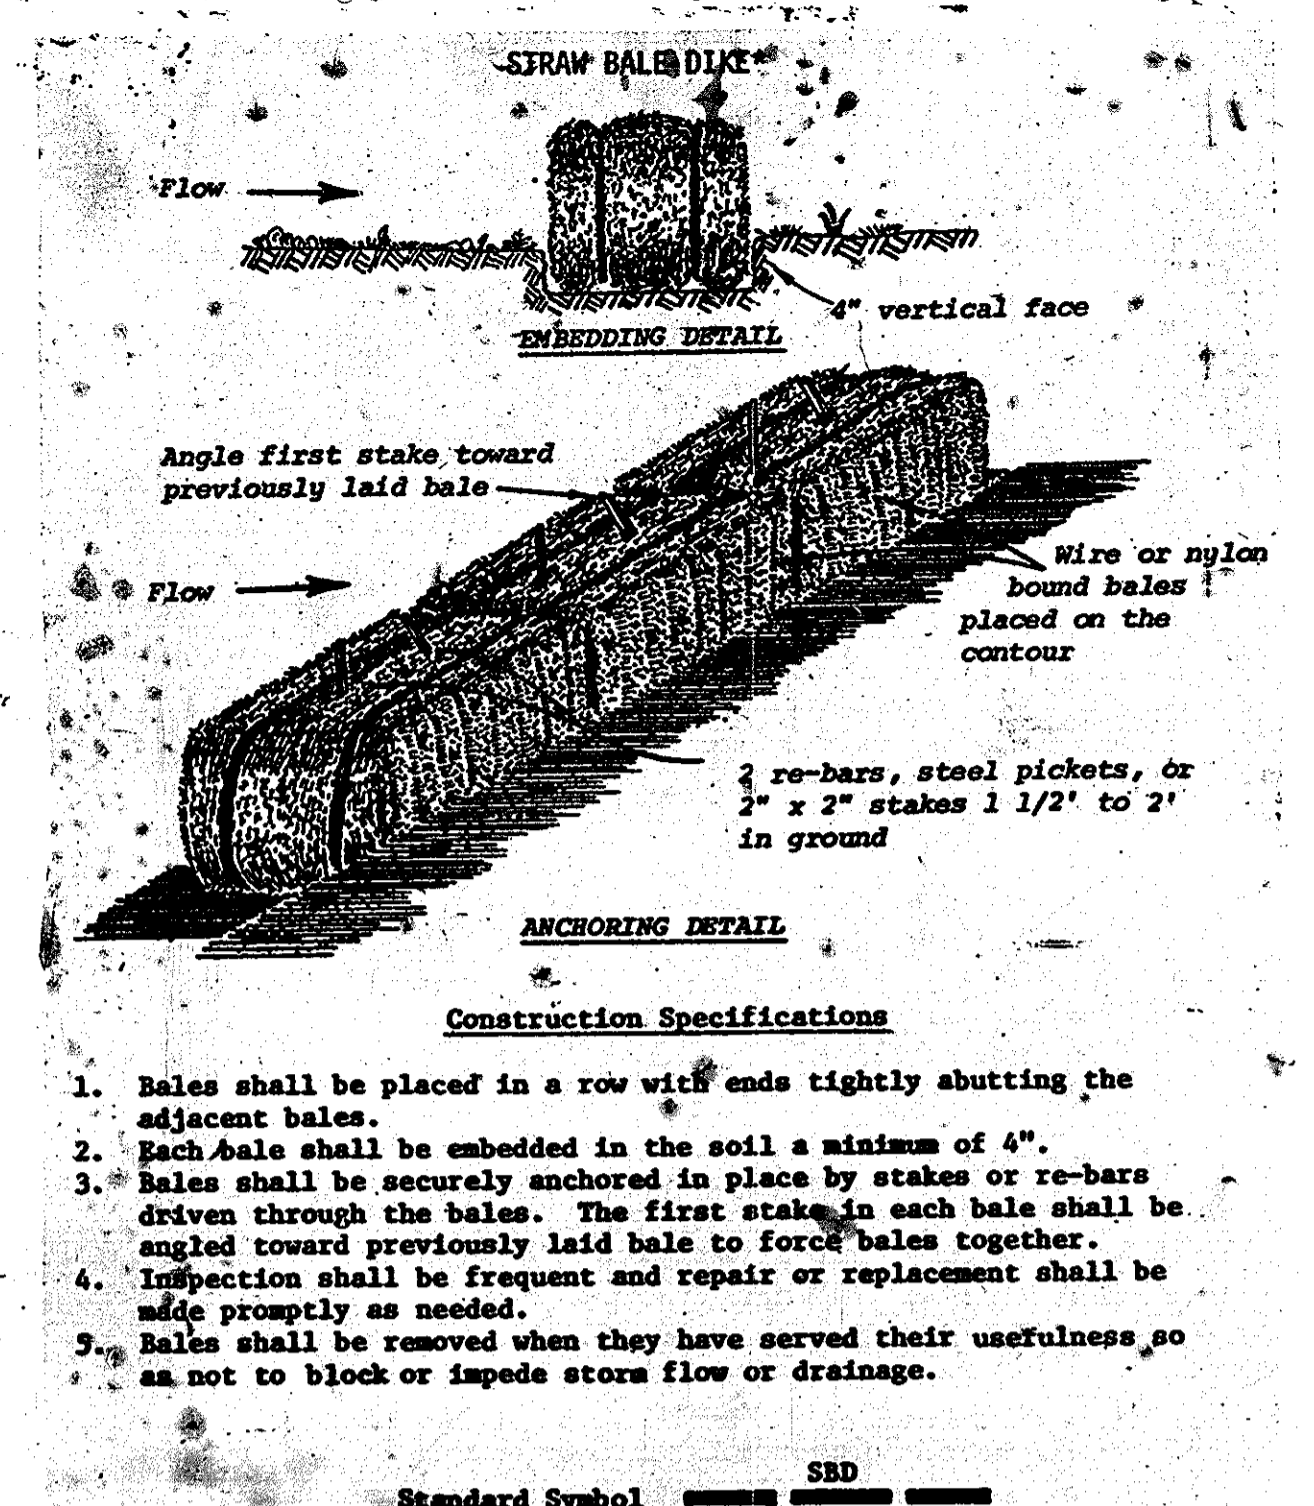 STRAW BALE DIKE
Flow
4" vertical face
EMBEDDING DETAIL
Angle first stake toward
previously laid bale
Flow
Wire or nylon
bound bales
placed on the
contour
2 re-bars, steel pickets, or
2" x 2" stakes 1 1/2' to 2'
in ground
ANCHORING DETAIL
Construction Specifications
1. Bales shall be placed in a row with ends tightly abutting the
adjacent bales.
2. Each bale shall be embedded in the soil a minimum of 4".
3. Bales shall be securely anchored in place by stakes or re-bars
driven through the bales. The first stake in each bale shall be
angled toward previously laid bale to force bales together.
4. Inspection shall be frequent and repair or replacement shall be
made promptly as needed.
5. Bales shall be removed when they have served their usefulness so
as not to block or impede storm flow or drainage.
SBD
Standard Symbol